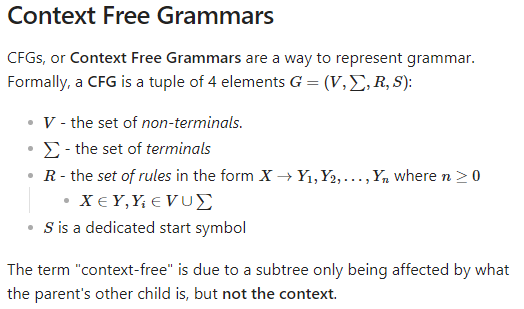 Context Free Grammars
CFGs, or Context Free Grammars are a way to represent grammar.
Formally, a CFG is a tuple of 4 elements G = (V, ∑, R, S):
• V - the set of non-terminals.
• ∑ - the set of terminals
• R - the set of rules in the form X → Y₁, Y₂, . . . , Yₙ where n ≥ 0
• X ∈ Y, Yᵢ ∈ V ∪ ∑
• S is a dedicated start symbol
The term "context-free" is due to a subtree only being affected by what
the parent's other child is, but not the context.